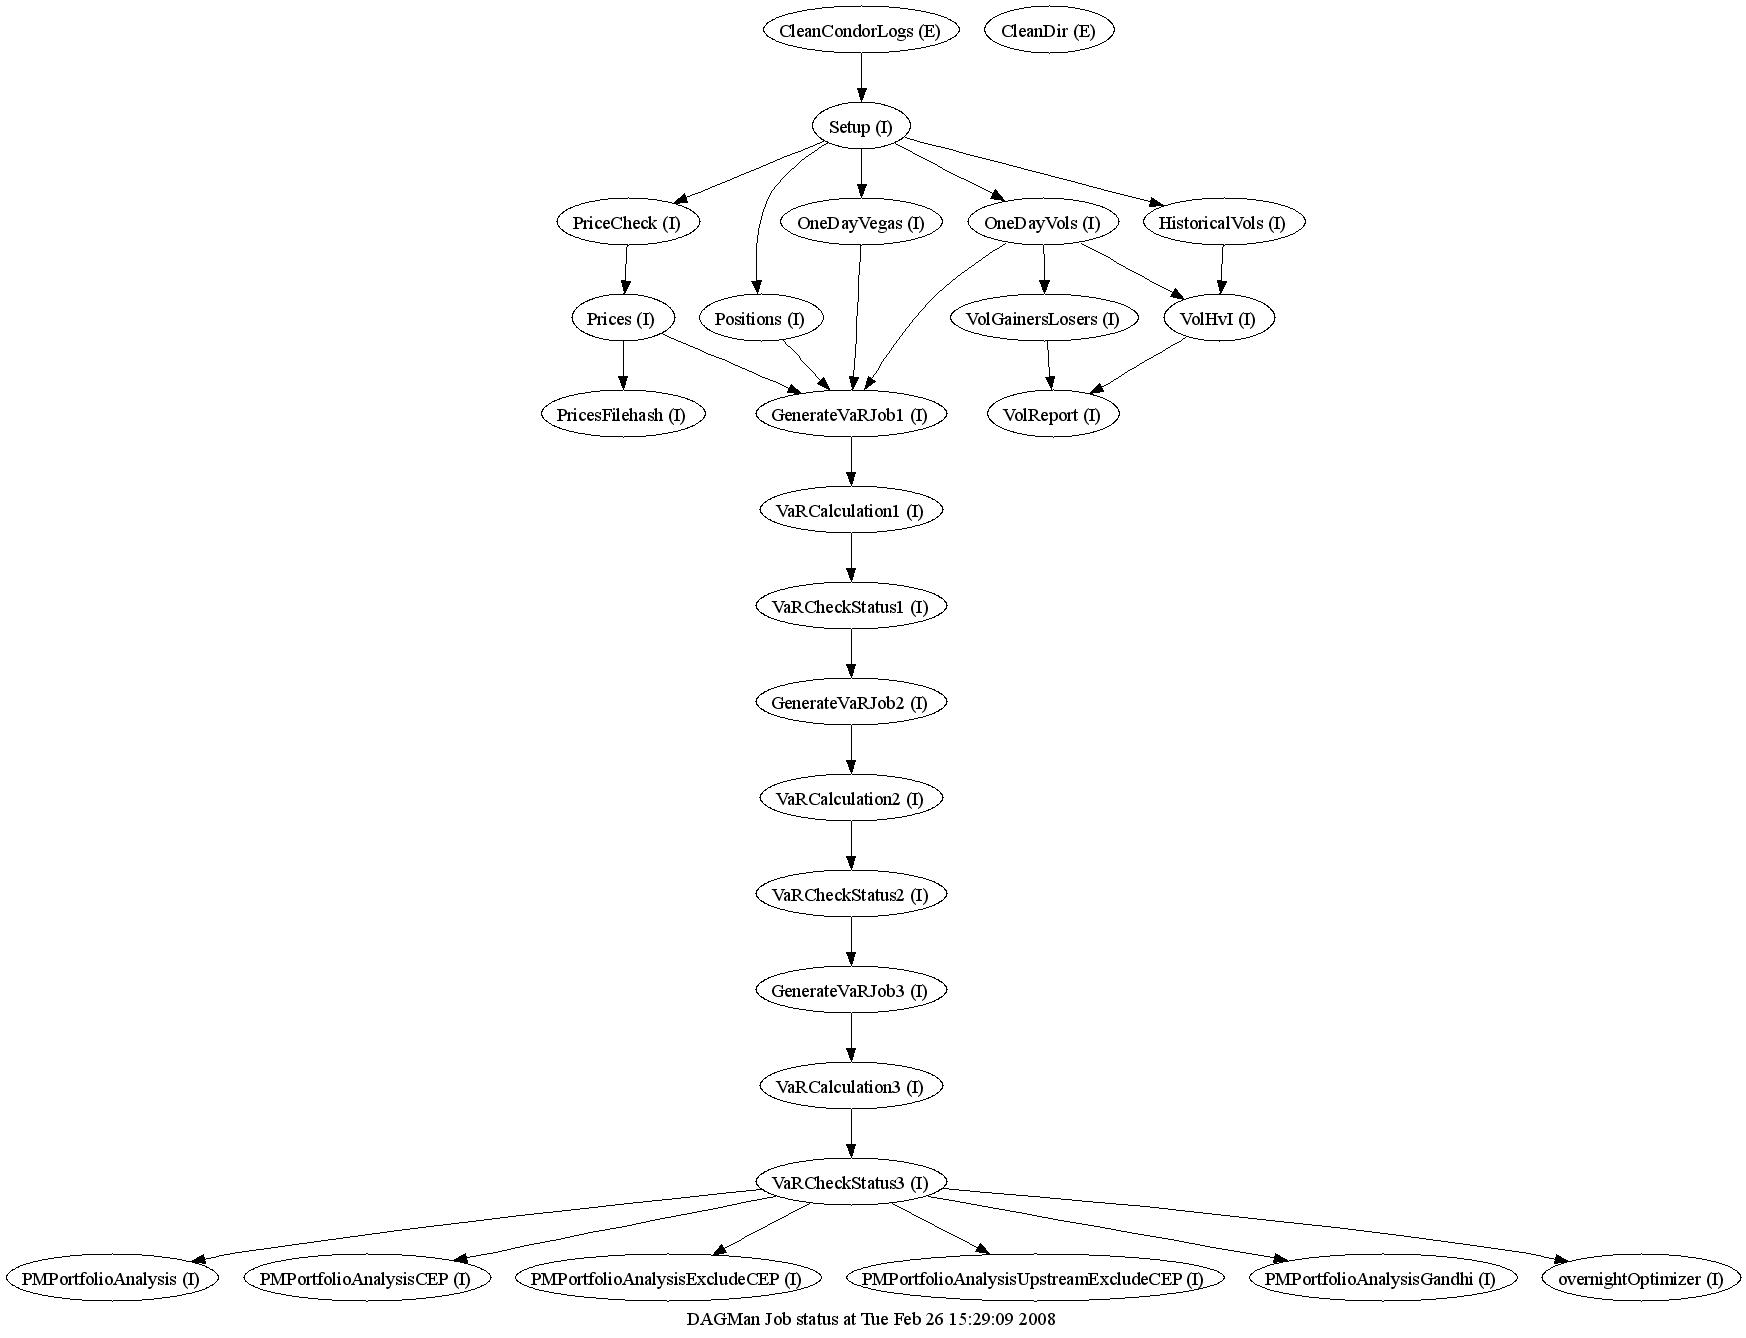 CleanCondorLogs (E)
CleanDir (E)
Setup (I)
PriceCheck (I)
OneDayVegas (I)
OneDayVols (I)
HistoricalVols (I)
Prices (I)
Positions (I)
VolGainersLosers (I)
VolHvI (I)
PricesFilehash (I)
GenerateVaRJob1 (I)
VolReport (I)
VaRCalculation1 (I)
VaRCheckStatus1 (I)
GenerateVaRJob2 (I)
VaRCalculation2 (I)
VaRCheckStatus2 (I)
GenerateVaRJob3 (I)
VaRCalculation3 (I)
VaRCheckStatus3 (I)
PMPortfolioAnalysis (I)
PMPortfolioAnalysisCEP (I)
PMPortfolioAnalysisExcludeCEP (I)
PMPortfolioAnalysisUpstreamExcludeCEP (I)
PMPortfolioAnalysisGandhi (I)
overnightOptimizer (I)
DAGMan Job status at Tue Feb 26 15:29:09 2008